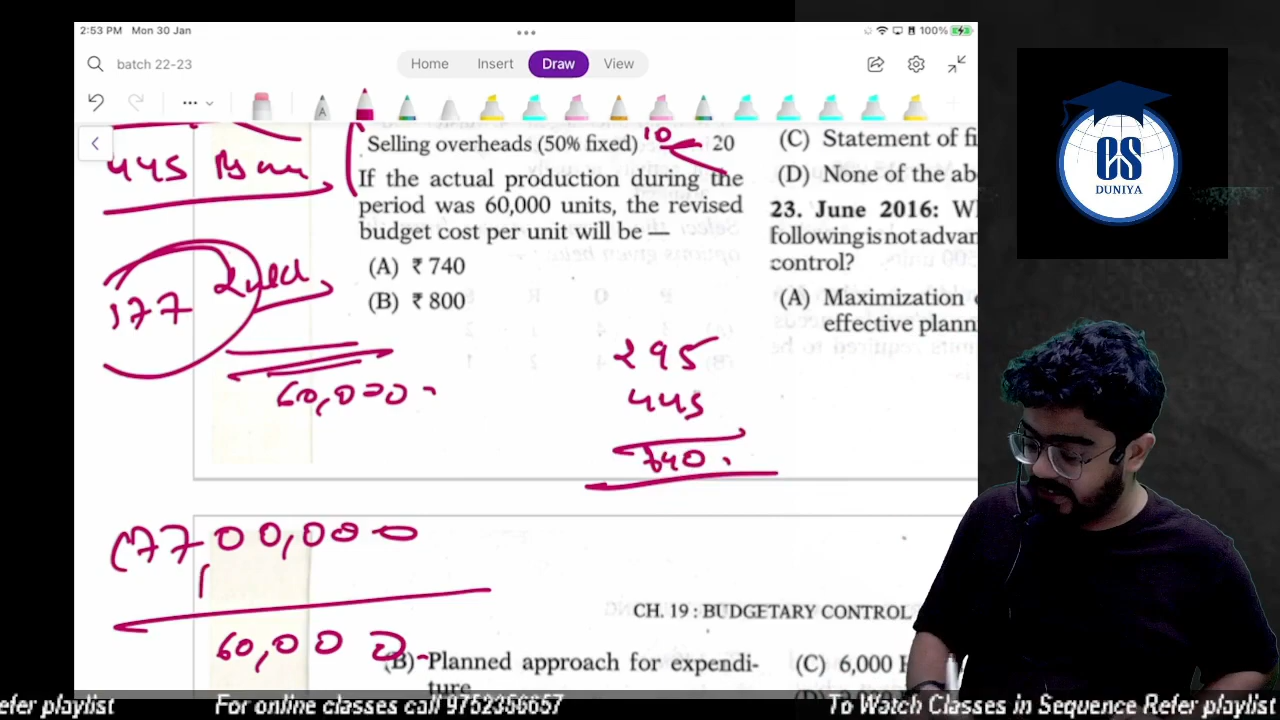 2:53 PM Mon 30 Jan
100%
batch 22-23
Home Insert Draw View
445
Selling overheads (50% fixed) 10 20
If the actual production during the
period was 60,000 units, the revised
budget cost per unit will be —
(A) ₹ 740
(B) ₹ 800
177
60,000
295
445
740
(C) Statement of fi
(D) None of the ab
23. June 2016: W
following is not advan
control?
(A) Maximization
effective plann
177,00,000
60,000
CH. 19 : BUDGETARY CONTROL
(B) Planned approach for expendi-
ture
(C) 6,000
CS
DUNIYA
efer playlist For online classes call 9752356657 To Watch Classes in Sequence Refer playlist